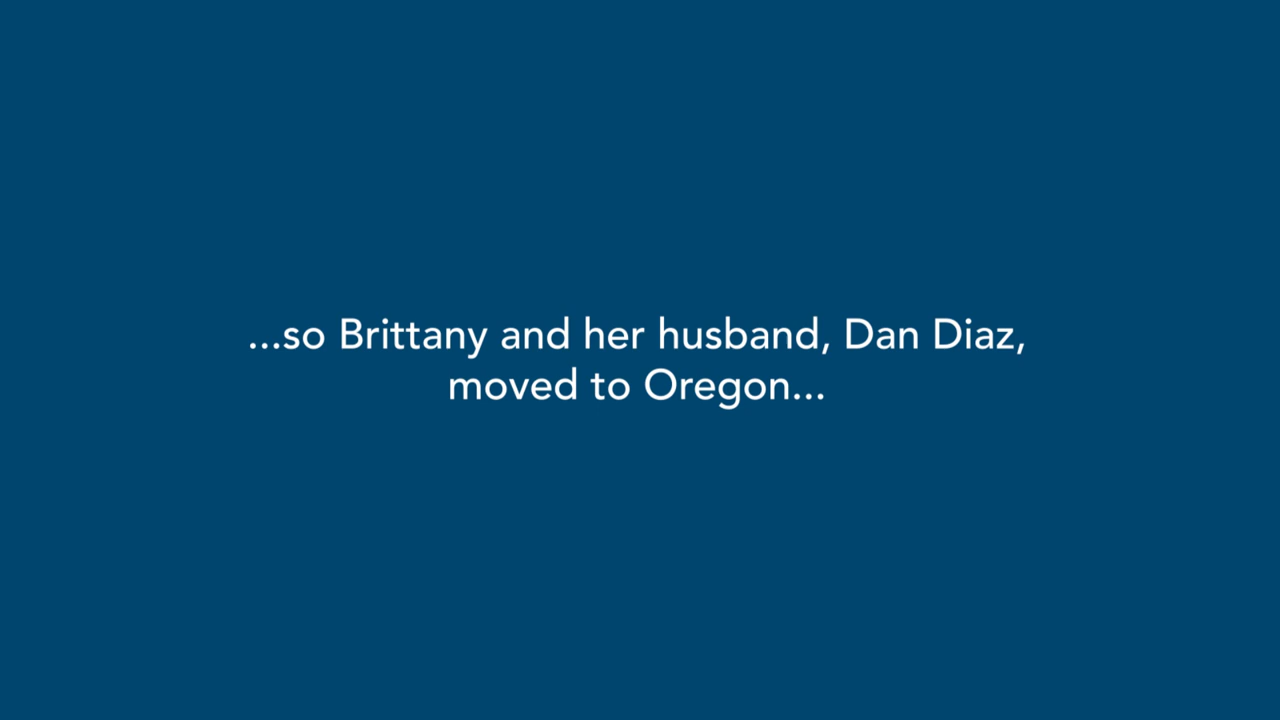 ...so Brittany and her husband, Dan Diaz,
moved to Oregon...